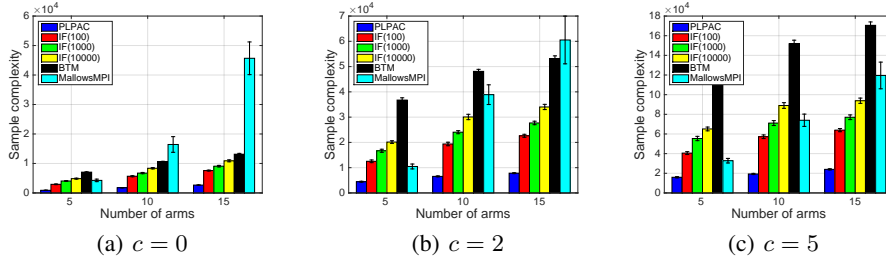 ×10⁴
6
5
4
3
2
1
0
Sample complexity
PLPAC
IF(100)
IF(1000)
IF(10000)
BTM
MallowsMPI
5 10 15
Number of arms
(a) c = 0
×10⁴
7
6
5
4
3
2
1
0
Sample complexity
PLPAC
IF(100)
IF(1000)
IF(10000)
BTM
MallowsMPI
5 10 15
Number of arms
(b) c = 2
×10⁴
18
16
14
12
10
8
6
4
2
0
Sample complexity
PLPAC
IF(100)
IF(1000)
IF(10000)
BTM
MallowsMPI
5 10 15
Number of arms
(c) c = 5